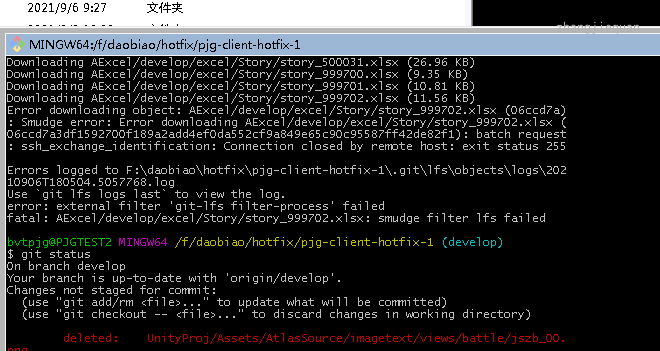 2021/9/6 9:27 文件夹
MINGW64:/f/daobiao/hotfix/pjg-client-hotfix-1
Downloading AExcel/develop/excel/Story/story_500031.xlsx (26.96 KB)
Downloading AExcel/develop/excel/Story/story_999700.xlsx (9.35 KB)
Downloading AExcel/develop/excel/Story/story_999701.xlsx (10.81 KB)
Downloading AExcel/develop/excel/Story/story_999702.xlsx (11.56 KB)
Error downloading object: AExcel/develop/excel/Story/story_999702.xlsx (06ccd7a)
: Smudge error: Error downloading AExcel/develop/excel/Story/story_999702.xlsx (
06ccd7a3df1592700f189a2add4ef0da552cf9a849e65c90c95587ff42de82f1): batch request
: ssh_exchange_identification: Connection closed by remote host: exit status 255
Errors logged to F:\daobiao\hotfix\pjg-client-hotfix-1\.git\lfs\objects\logs\202
10906T180504.5057768.log
Use `git lfs logs last` to view the log.
error: external filter 'git-lfs filter-process' failed
fatal: AExcel/develop/excel/Story/story_999702.xlsx: smudge filter lfs failed
bytpjg@PJGTEST2 MINGW64 /f/daobiao/hotfix/pjg-client-hotfix-1 (develop)
$ git status
On branch develop
Your branch is up-to-date with 'origin/develop'.
Changes not staged for commit:
(use "git add/rm <file>..." to update what will be committed)
(use "git checkout -- <file>..." to discard changes in working directory)
deleted: UnityProj/Assets/AtlasSource/imagetext/views/battle/jszb_00.